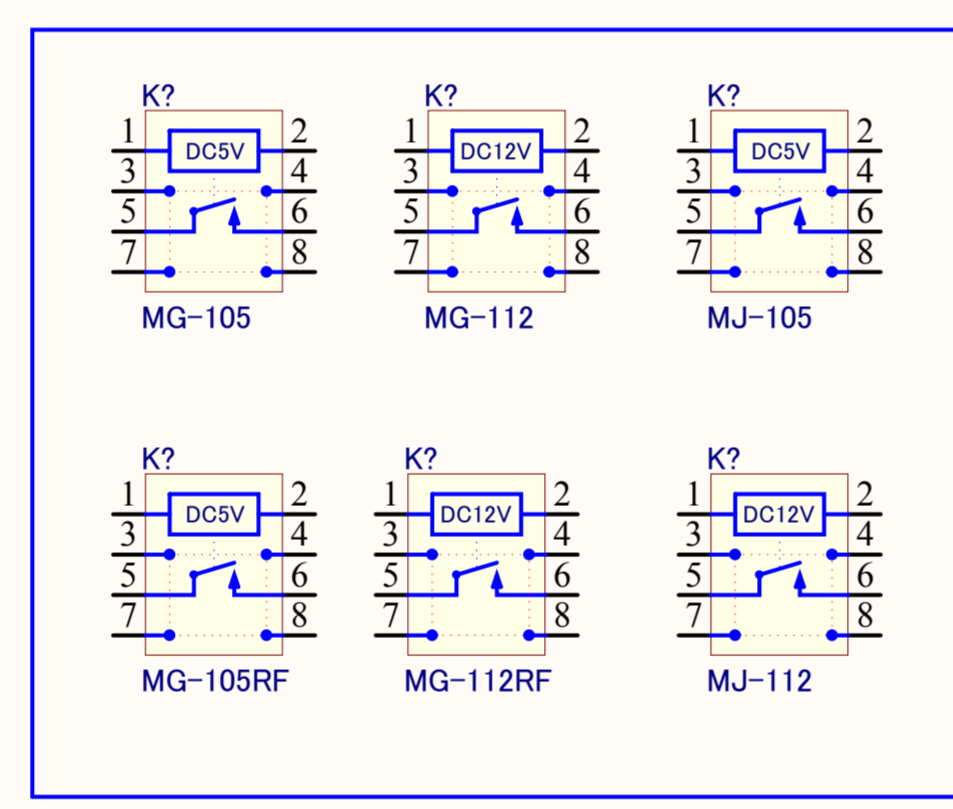 K? K? K?
1 DC5V 2 1 DC12V 2 1 DC5V 2
3 4 3 4 3 4
5 6 5 6 5 6
7 8 7 8 7 8
MG-105 MG-112 MJ-105
K? K? K?
1 DC5V 2 1 DC12V 2 1 DC12V 2
3 4 3 4 3 4
5 6 5 6 5 6
7 8 7 8 7 8
MG-105RF MG-112RF MJ-112